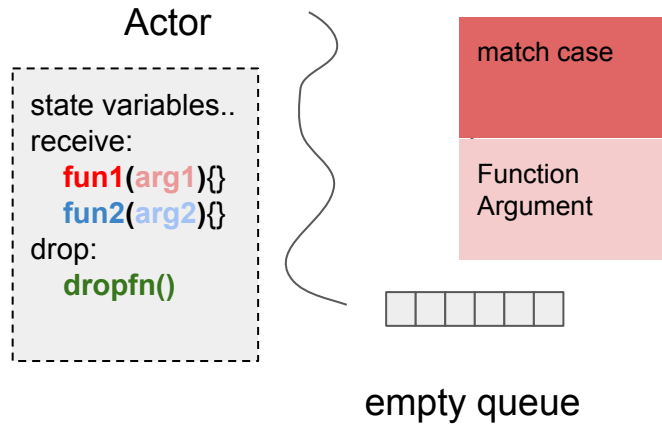 Actor
state variables..
receive:
fun1(arg1){}
fun2(arg2){}
drop:
dropfn()
match case
Function
Argument
empty queue